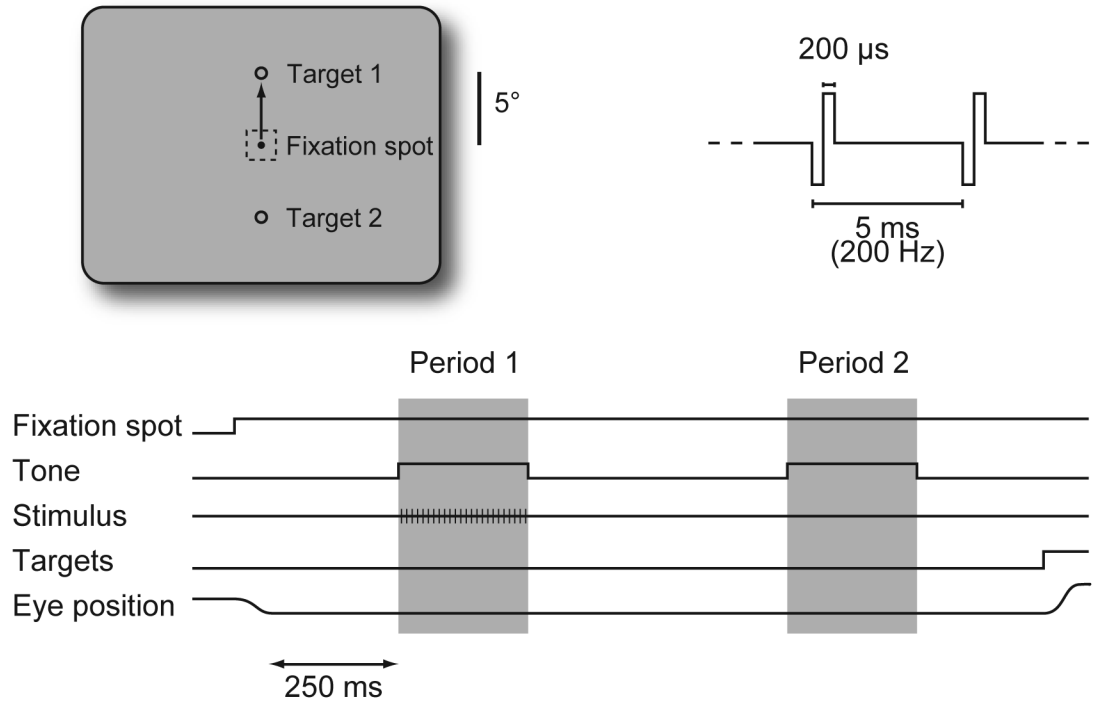 Target 1
5°
Fixation spot
Target 2
200 µs
5 ms
(200 Hz)
Period 1
Period 2
Fixation spot
Tone
Stimulus
Targets
Eye position
250 ms